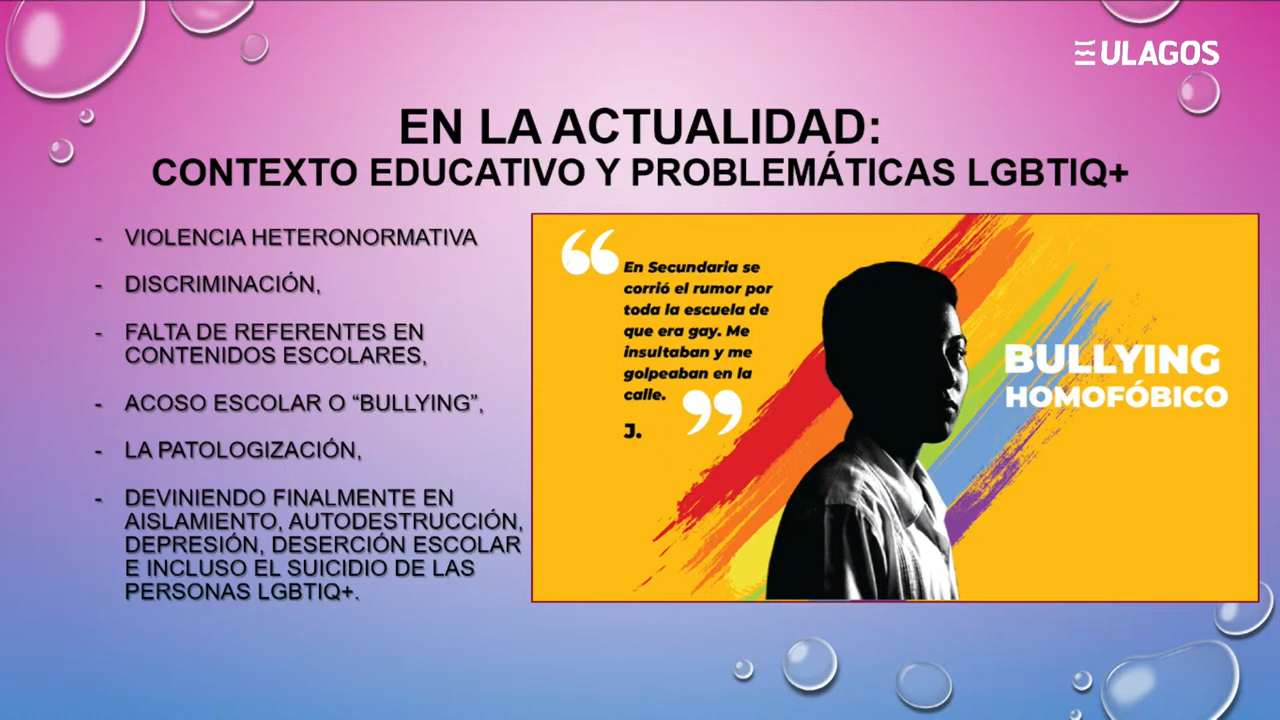 ULAGOS
EN LA ACTUALIDAD:
CONTEXTO EDUCATIVO Y PROBLEMÁTICAS LGBTIQ+
- VIOLENCIA HETERONORMATIVA
- DISCRIMINACIÓN,
- FALTA DE REFERENTES EN
CONTENIDOS ESCOLARES,
- ACOSO ESCOLAR O “BULLYING”,
- LA PATOLOGIZACIÓN,
- DEVINIENDO FINALMENTE EN
AISLAMIENTO, AUTODESTRUCCIÓN,
DEPRESIÓN, DESERCIÓN ESCOLAR
E INCLUSO EL SUICIDIO DE LAS
PERSONAS LGBTIQ+.
“ En Secundaria se
corrió el rumor por
toda la escuela de
que era gay. Me
insultaban y me
golpeaban en la
calle. ”
J.
BULLYING
HOMOFÓBICO